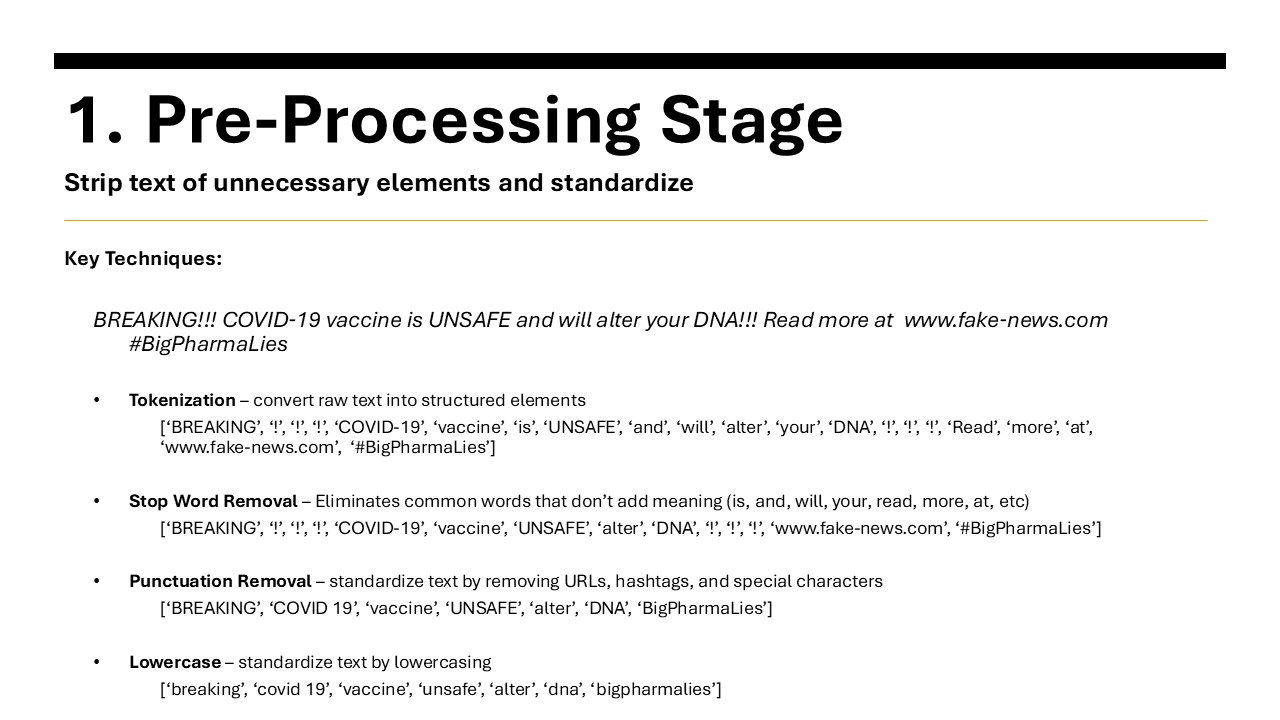 1. Pre-Processing Stage
Strip text of unnecessary elements and standardize
Key Techniques:
BREAKING!!! COVID-19 vaccine is UNSAFE and will alter your DNA!!! Read more at  www.fake-news.com
#BigPharmaLies
• Tokenization – convert raw text into structured elements
[‘BREAKING’, ‘!’, ‘!’, ‘!’, ‘COVID-19’, ‘vaccine’, ‘is’, ‘UNSAFE’, ‘and’, ‘will’, ‘alter’, ‘your’, ‘DNA’, ‘!’, ‘!’, ‘!’, ‘Read’, ‘more’, ‘at’,
‘www.fake-news.com’,  ‘#BigPharmaLies’]
• Stop Word Removal – Eliminates common words that don’t add meaning (is, and, will, your, read, more, at, etc)
[‘BREAKING’, ‘!’, ‘!’, ‘!’, ‘COVID-19’, ‘vaccine’, ‘UNSAFE’, ‘alter’, ‘DNA’, ‘!’, ‘!’, ‘!’, ‘www.fake-news.com’, ‘#BigPharmaLies’]
• Punctuation Removal – standardize text by removing URLs, hashtags, and special characters
[‘BREAKING’, ‘COVID 19’, ‘vaccine’, ‘UNSAFE’, ‘alter’, ‘DNA’, ‘BigPharmaLies’]
• Lowercase – standardize text by lowercasing
[‘breaking’, ‘covid 19’, ‘vaccine’, ‘unsafe’, ‘alter’, ‘dna’, ‘bigpharmalies’]